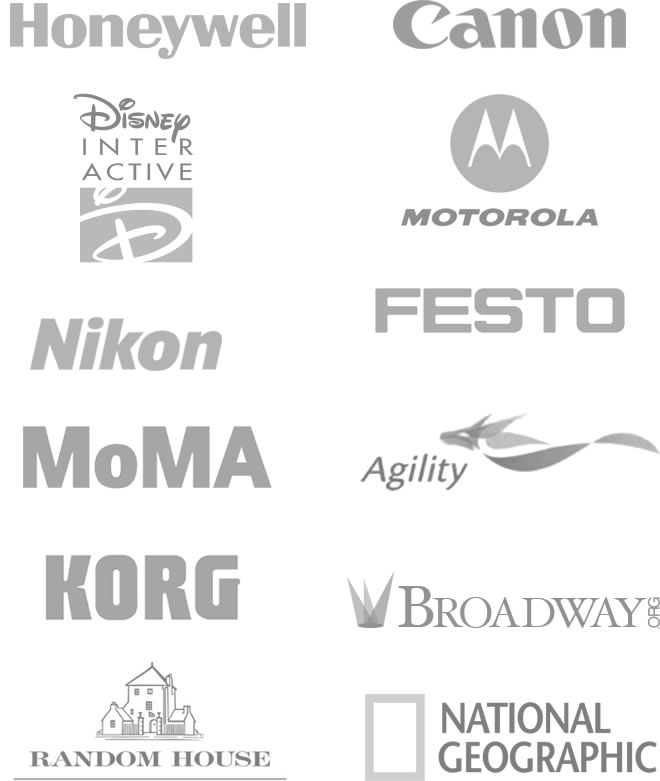 Honeywell
Canon
Disney
INTER
ACTIVE
D
MOTOROLA
FESTO
Nikon
MoMA
Agility
KORG
BROADWAY.ORG
RANDOM HOUSE
NATIONAL
GEOGRAPHIC